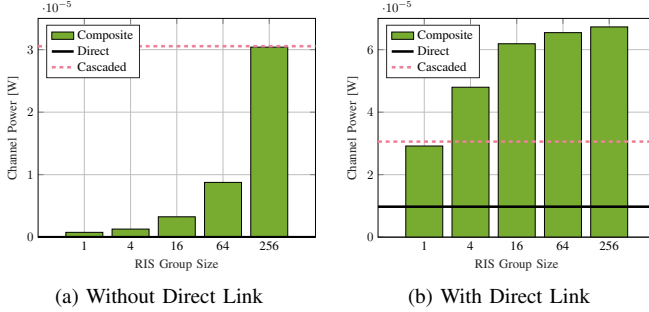 ·10⁻⁵
Composite
Direct
Cascaded
3
2
1
0
Channel Power [W]
1 4 16 64 256
RIS Group Size
(a) Without Direct Link
·10⁻⁵
Composite
Direct
Cascaded
6
4
2
0
Channel Power [W]
1 4 16 64 256
RIS Group Size
(b) With Direct Link